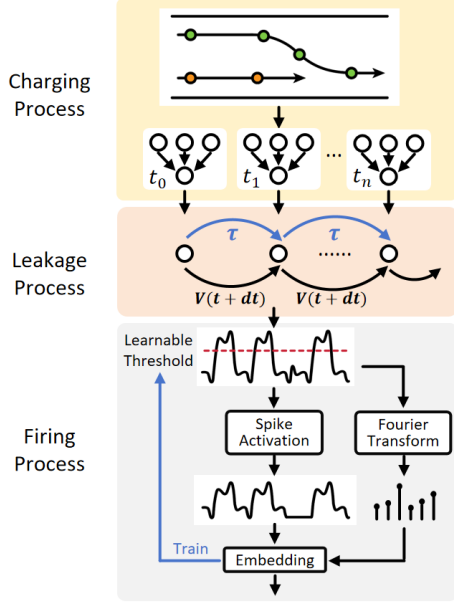 Charging
Process
t0
t1
...
tn
Leakage
Process
τ
τ
......
V(t + dt)
V(t + dt)
Learnable
Threshold
Firing
Process
Spike
Activation
Fourier
Transform
Train
Embedding